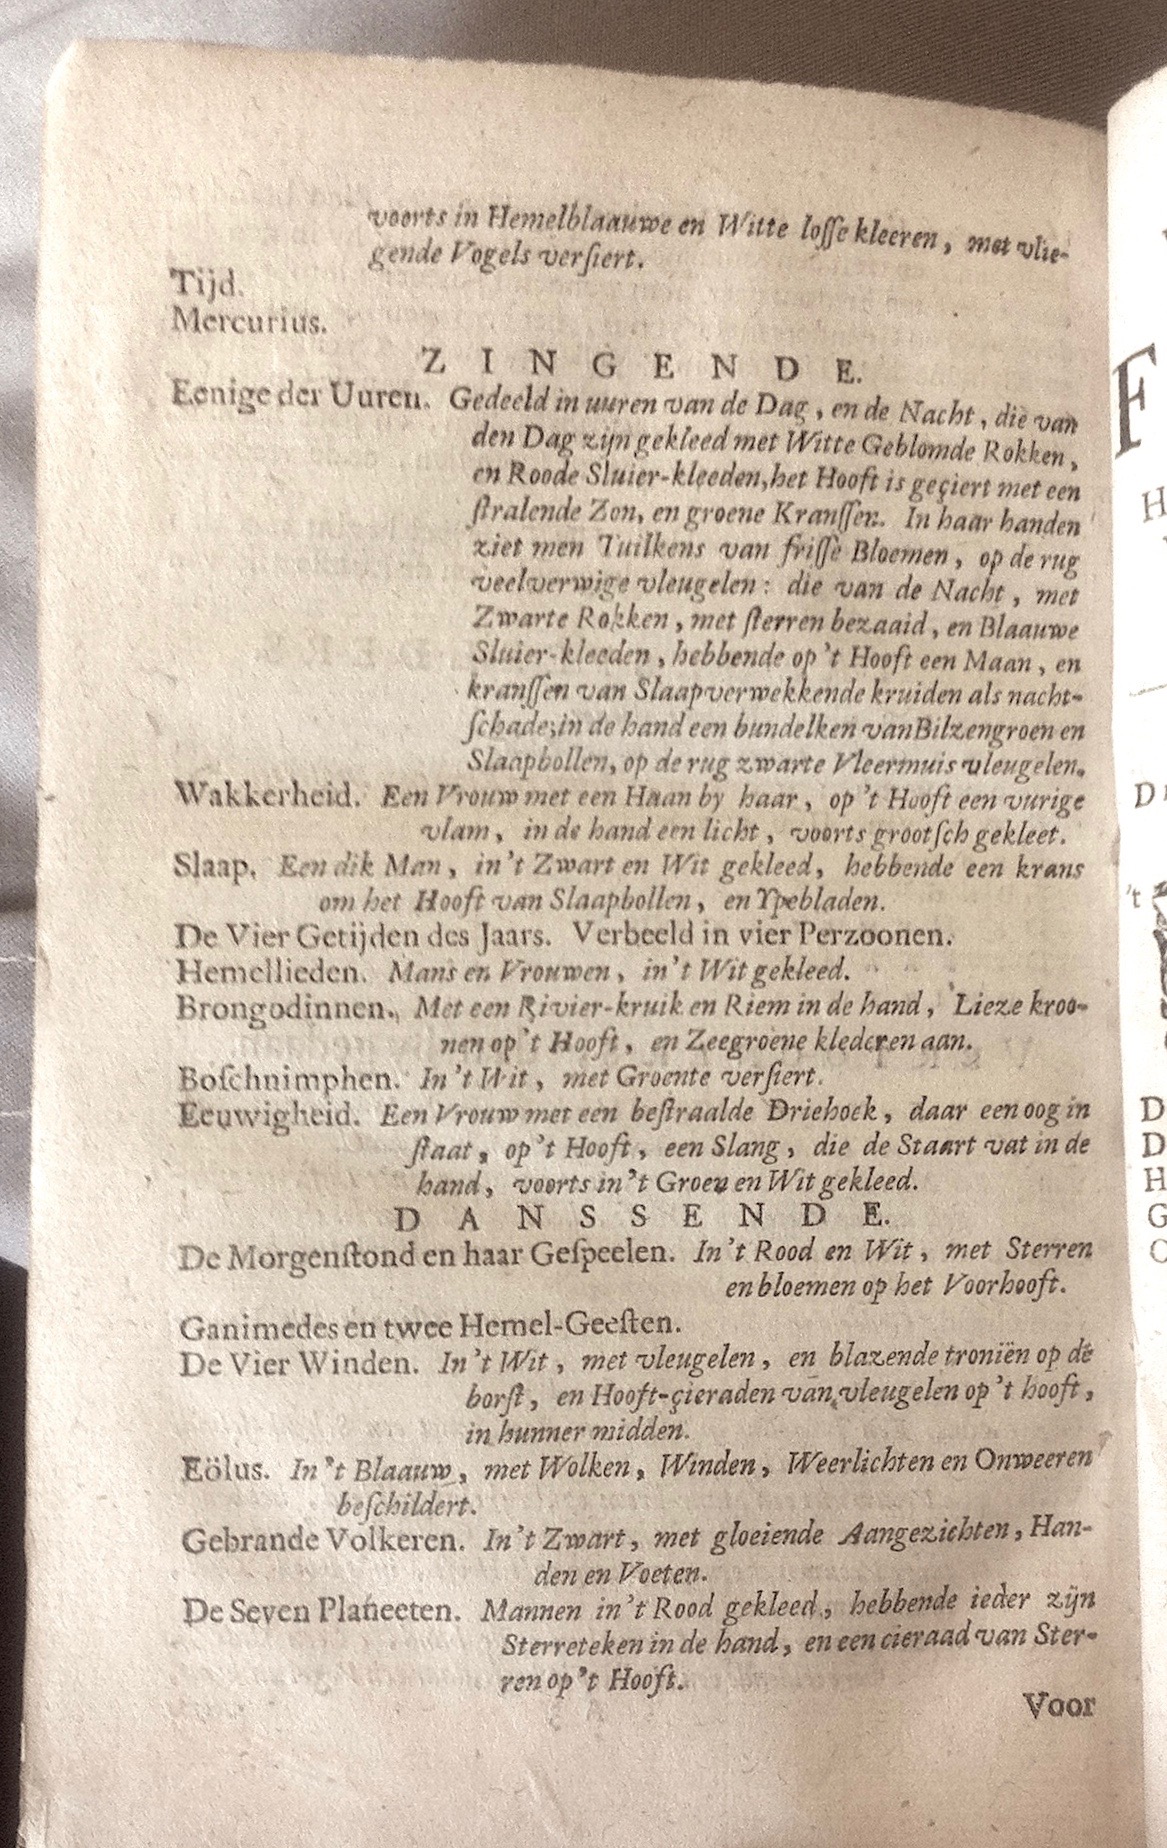 voorts in Hemelblaauwe en Witte losse kleeren, met vlie-
gende Vogels versiert.
Tijd.
Mercurius.
ZINGENDE.
Eenige der Uuren. Gedeeld in uuren van de Dag, en de Nacht, die van
den Dag zijn gekleed met Witte Geblomde Rokken,
en Roode Sluier-kleeden, het Hooft is geçiert met een
ſtralende Zon, en groene Kranſſen. In haar handen
ziet men Tuilkens van friſſe Bloemen, op de rug
veelverwige vleugelen: die van de Nacht, met
Zwarte Rokken, met ſterren bezaaid, en Blaauwe
Sluier-kleeden, hebbende op 't Hooft een Maan, en
kranſſen van Slaapverwekkende kruiden als nacht-
ſchade; in de hand een bundelken van Bilzengroen en
Slaapbollen, op de rug zwarte Vleermuis vleugelen.
Wakkerheid. Een Vrouw met een Haan by haar, op 't Hooft een vurige
vlam, in de hand een licht, voorts grootſch gekleet.
Slaap. Een dik Man, in 't Zwart en Wit gekleed, hebbende een krans
om het Hooft van Slaapbollen, en Ypebladen.
De Vier Getijden des Jaars. Verbeeld in vier Perzoonen.
Hemellieden. Mans en Vrouwen, in 't Wit gekleed.
Brongodinnen. Met een Rivier-kruik en Riem in de hand, Lieze kroo-
nen op 't Hooft, en Zeegroene klederen aan.
Boſchnimphen. In 't Wit, met Groente verſiert.
Eeuwigheid. Een Vrouw met een beſtraalde Driehoek, daar een oog in
ſtaat, op 't Hooft, een Slang, die de Staart vat in de
hand, voorts in 't Groen en Wit gekleed.
DANSSENDE.
De Morgenſtond en haar Geſpeelen. In 't Rood en Wit, met Sterren
en bloemen op het Voorhooft.
Ganimedes en twee Hemel-Geeſten.
De Vier Winden. In 't Wit, met vleugelen, en blazende troniën op de
borſt, en Hooft-çieraden van vleugelen op 't hooft,
in hunner midden.
Eölus. In 't Blaauw, met Wolken, Winden, Weerlichten en Onweeren
beſchildert.
Gebrande Volkeren. In 't Zwart, met gloeiende Aangezichten, Han-
den en Voeten.
De Seven Planeeten. Mannen in 't Rood gekleed, hebbende ieder zijn
Sterreteken in de hand, en een cieraad van Ster-
ren op 't Hooft.
Voor